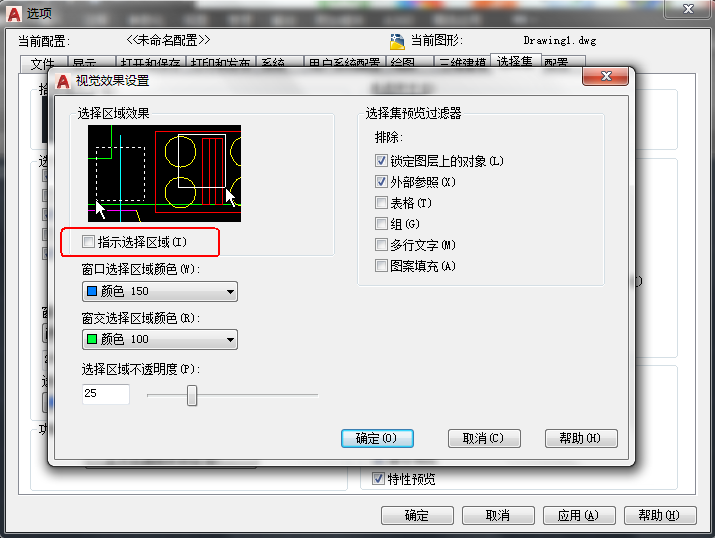 选项
当前配置:
<<未命名配置>>
当前图形:
Drawing1.dwg
文件 显示 打开和保存 打印和发布 系统 用户系统配置 绘图 三维建模 选择集 配置
视觉效果设置
选择区域效果
指示选择区域(I)
窗口选择区域颜色(W):
颜色 150
窗交选择区域颜色(R):
颜色 100
选择区域不透明度(P):
25
选择集预览过滤器
排除:
锁定图层上的对象(L)
外部参照(X)
表格(T)
组(G)
多行文字(M)
图案填充(A)
确定(O)
取消(C)
帮助(H)
特性预览
确定
取消
应用(A)
帮助(H)